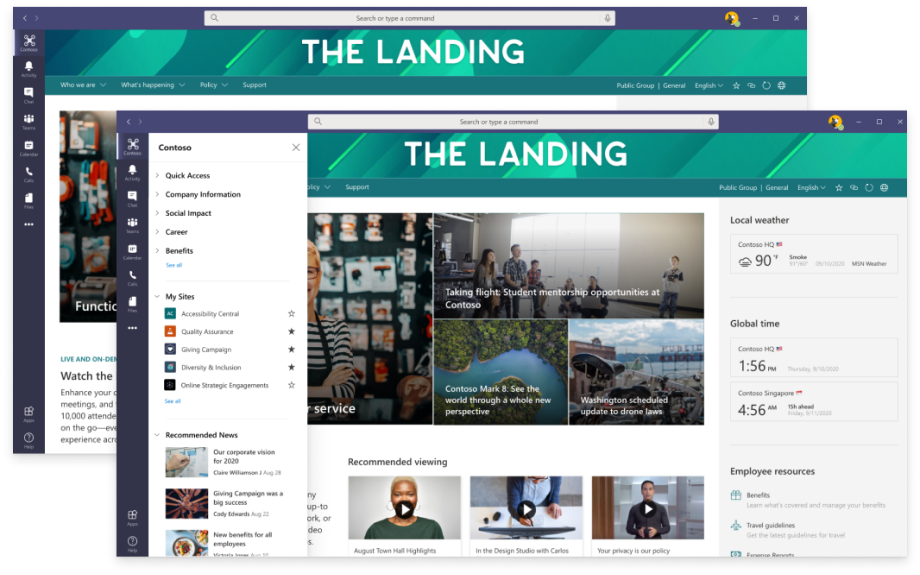 Search or type a command
Contoso
THE LANDING
Activity
Who we are
What's happening
Policy
Support
Public Group | General
English
Chat
Teams
Calendar
Calls
Files
Functio
LIVE AND ON-DEM
Watch the
Enhance your
meetings, and
10,000 attende
on the go—eve
experience acro
Apps
Help
Search or type a command
Contoso
Activity
Chat
Teams
Calendar
Calls
Files
Apps
Help
Contoso
Quick Access
Company Information
Social Impact
Career
Benefits
See all
My Sites
AC Accessibility Central
Quality Assurance
Giving Campaign
Diversity & Inclusion
Online Strategic Engagements
See all
Recommended News
Our corporate vision
for 2020
Claire Williamson J Aug 28
Giving Campaign was a
big success
Cody Edwards Aug 22
New benefits for all
employees
Victoria Jones Aug 10
THE LANDING
olicy
Support
Public Group | General
English
r service
Taking flight: Student mentorship opportunities at
Contoso
Contoso Mark 8: See the
world through a whole new
perspective
Washington scheduled
update to drone laws
ny
up-to
ork, or
deo
s.
Recommended viewing
August Town Hall Highlights
In the Design Studio with Carlos
Your privacy is our policy
Local weather
Contoso HQ
90 °F
Smoke
09/10/2020
MSN Weather
Global time
Contoso HQ
1:56 PM
Thursday, 9/10/2020
Contoso Singapore
4:56 AM
15h ahead
Friday, 9/11/2020
Employee resources
Benefits
Learn what's covered and manage your benefits
Travel guidelines
Get the latest guidelines for travel
Expense Reports